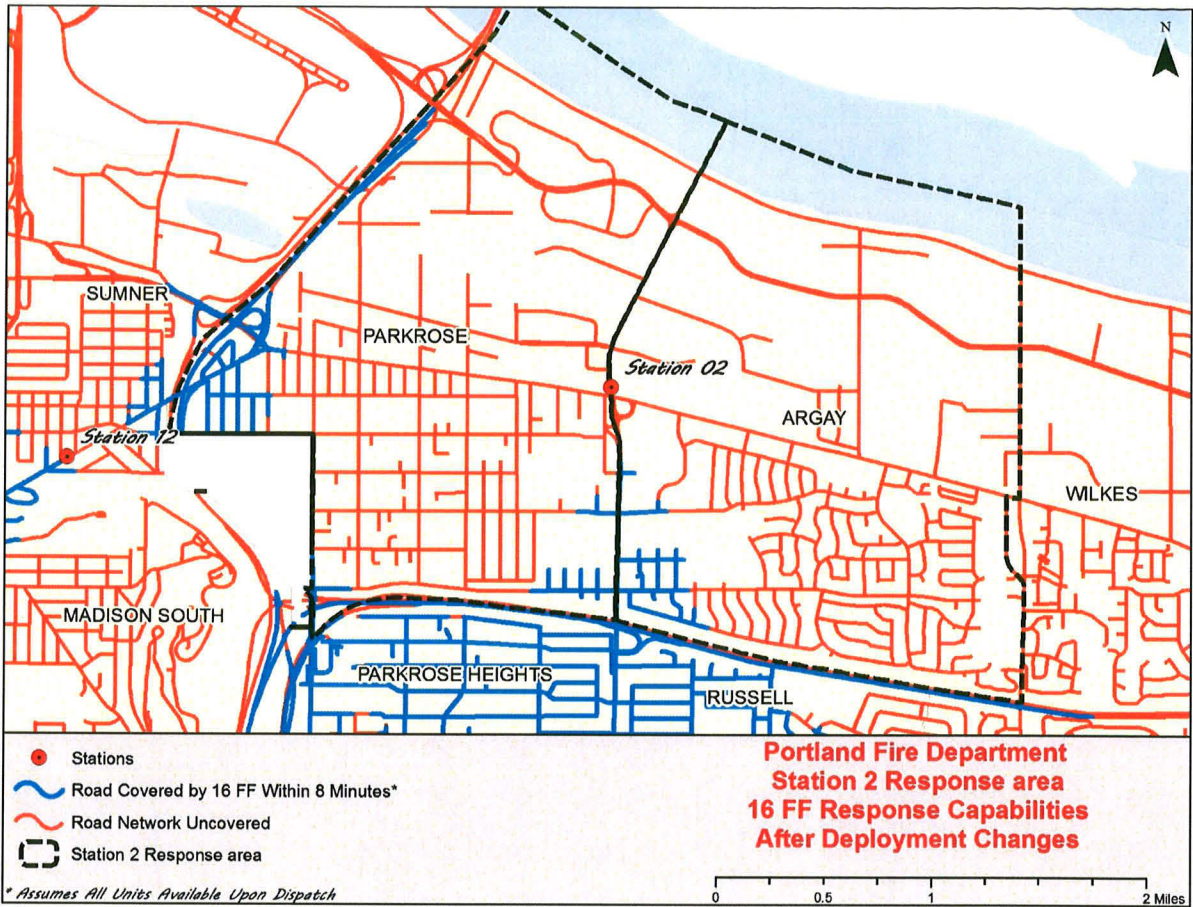 N
SUMNER
PARKROSE
Station 02
ARGAY
Station 12
WILKES
MADISON SOUTH
PARKROSE HEIGHTS
RUSSELL
Stations
Road Covered by 16 FF Within 8 Minutes*
Road Network Uncovered
Station 2 Response area
* Assumes All Units Available Upon Dispatch
Portland Fire Department
Station 2 Response area
16 FF Response Capabilities
After Deployment Changes
0 0.5 1 2 Miles